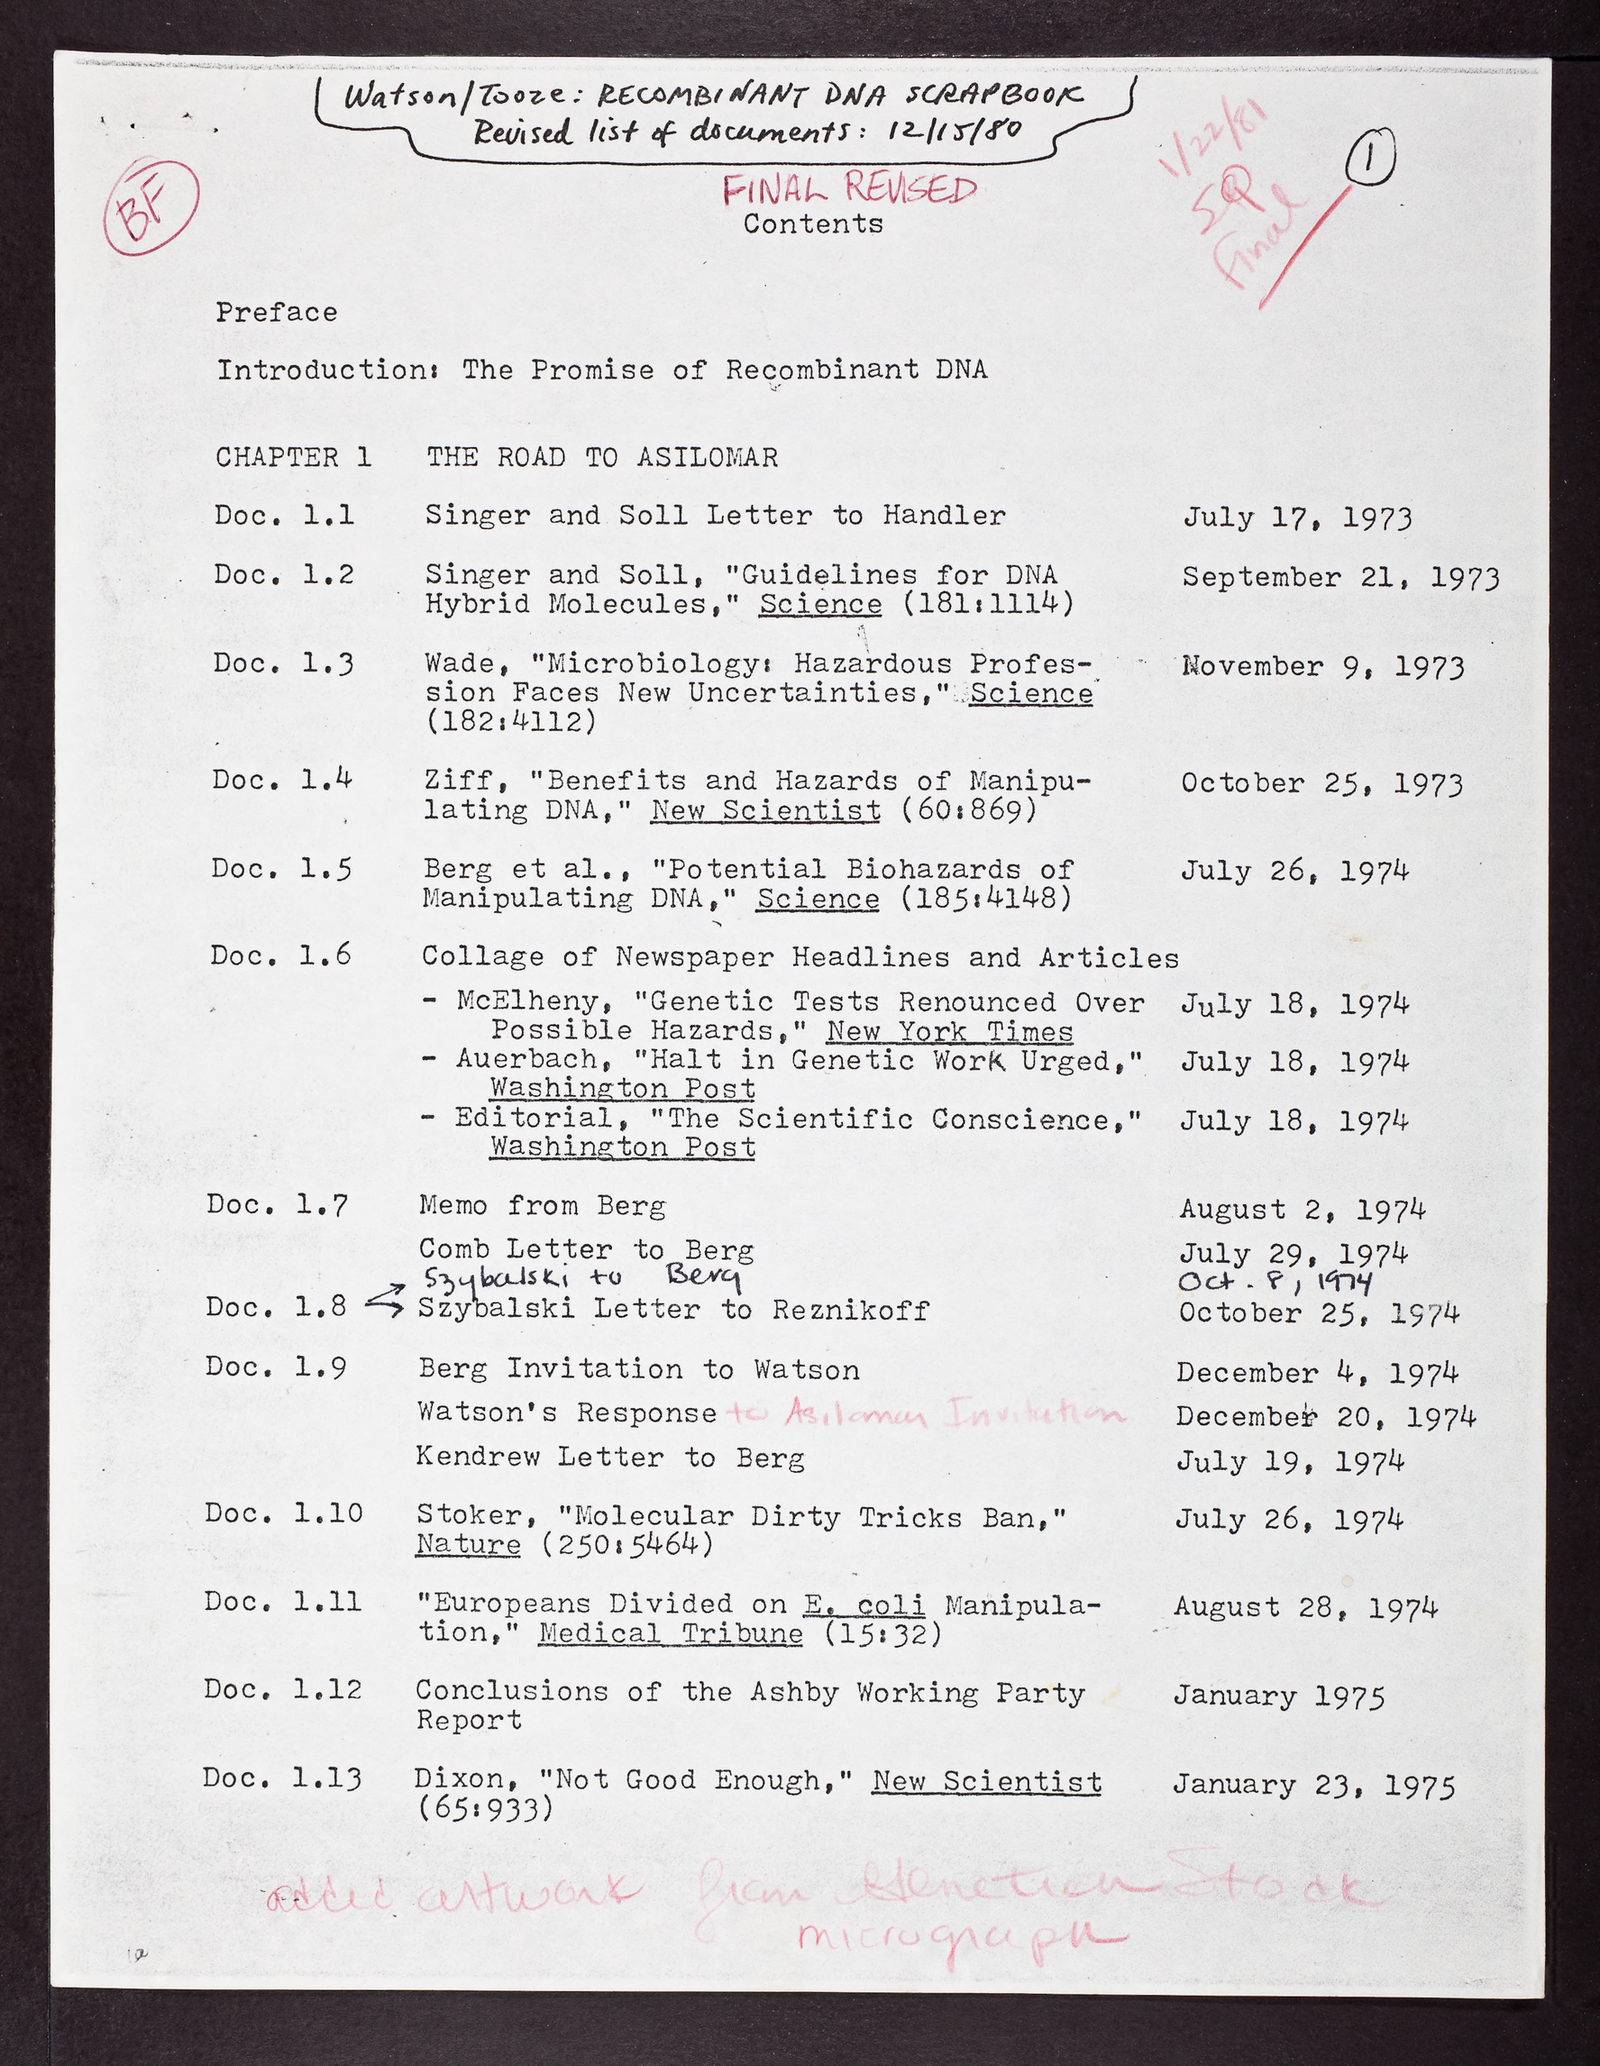 Watson/Tooze: RECOMBINANT DNA SCRAPBOOK
Revised list of documents: 12/15/80
1/22/81
1
BF
FINAL REVISED
Final
Contents
Preface
Introduction: The Promise of Recombinant DNA
CHAPTER 1 THE ROAD TO ASILOMAR
Doc. 1.1 Singer and Soll Letter to Handler July 17, 1973
Doc. 1.2 Singer and Soll, "Guidelines for DNA September 21, 1973
Hybrid Molecules," Science (181:1114)
Doc. 1.3 Wade, "Microbiology: Hazardous Profes- November 9, 1973
sion Faces New Uncertainties," Science
(182:4112)
Doc. 1.4 Ziff, "Benefits and Hazards of Manipu- October 25, 1973
lating DNA," New Scientist (60:869)
Doc. 1.5 Berg et al., "Potential Biohazards of July 26, 1974
Manipulating DNA," Science (185:4148)
Doc. 1.6 Collage of Newspaper Headlines and Articles
- McElheny, "Genetic Tests Renounced Over July 18, 1974
Possible Hazards," New York Times
- Auerbach, "Halt in Genetic Work Urged," July 18, 1974
Washington Post
- Editorial, "The Scientific Conscience," July 18, 1974
Washington Post
Doc. 1.7 Memo from Berg August 2, 1974
Comb Letter to Berg July 29, 1974
Szybalski to Berg Oct. 8, 1974
Doc. 1.8 Szybalski Letter to Reznikoff October 25, 1974
Doc. 1.9 Berg Invitation to Watson December 4, 1974
Watson's Response to Asilomar Invitation December 20, 1974
Kendrew Letter to Berg July 19, 1974
Doc. 1.10 Stoker, "Molecular Dirty Tricks Ban," July 26, 1974
Nature (250:5464)
Doc. 1.11 "Europeans Divided on E. coli Manipula- August 28, 1974
tion," Medical Tribune (15:32)
Doc. 1.12 Conclusions of the Ashby Working Party January 1975
Report
Doc. 1.13 Dixon, "Not Good Enough," New Scientist January 23, 1975
(65:933)
added artwork from Stock
micrograph